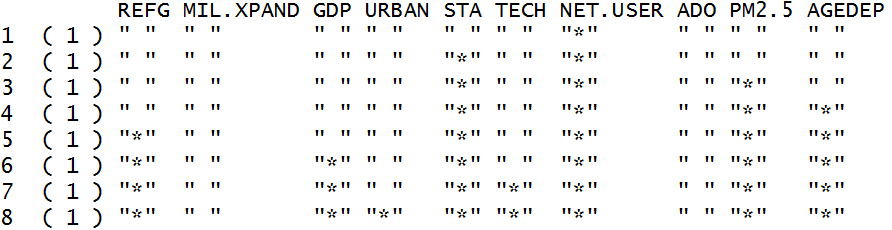 REFG MIL.XPAND GDP URBAN STA TECH NET.USER ADO PM2.5 AGEDEP
1  ( 1 ) " "  " "       " " " "   " " " "  "*"      " " " "   " "
2  ( 1 ) " "  " "       " " " "   "*" " "  "*"      " " " "   " "
3  ( 1 ) " "  " "       " " " "   "*" " "  "*"      " " "*"   " "
4  ( 1 ) " "  " "       " " " "   "*" " "  "*"      " " "*"   "*"
5  ( 1 ) "*"  " "       " " " "   "*" " "  "*"      " " "*"   "*"
6  ( 1 ) "*"  " "       "*" " "   "*" " "  "*"      " " "*"   "*"
7  ( 1 ) "*"  " "       "*" " "   "*" "*"  "*"      " " "*"   "*"
8  ( 1 ) "*"  " "       "*" "*"   "*" "*"  "*"      " " "*"   "*"